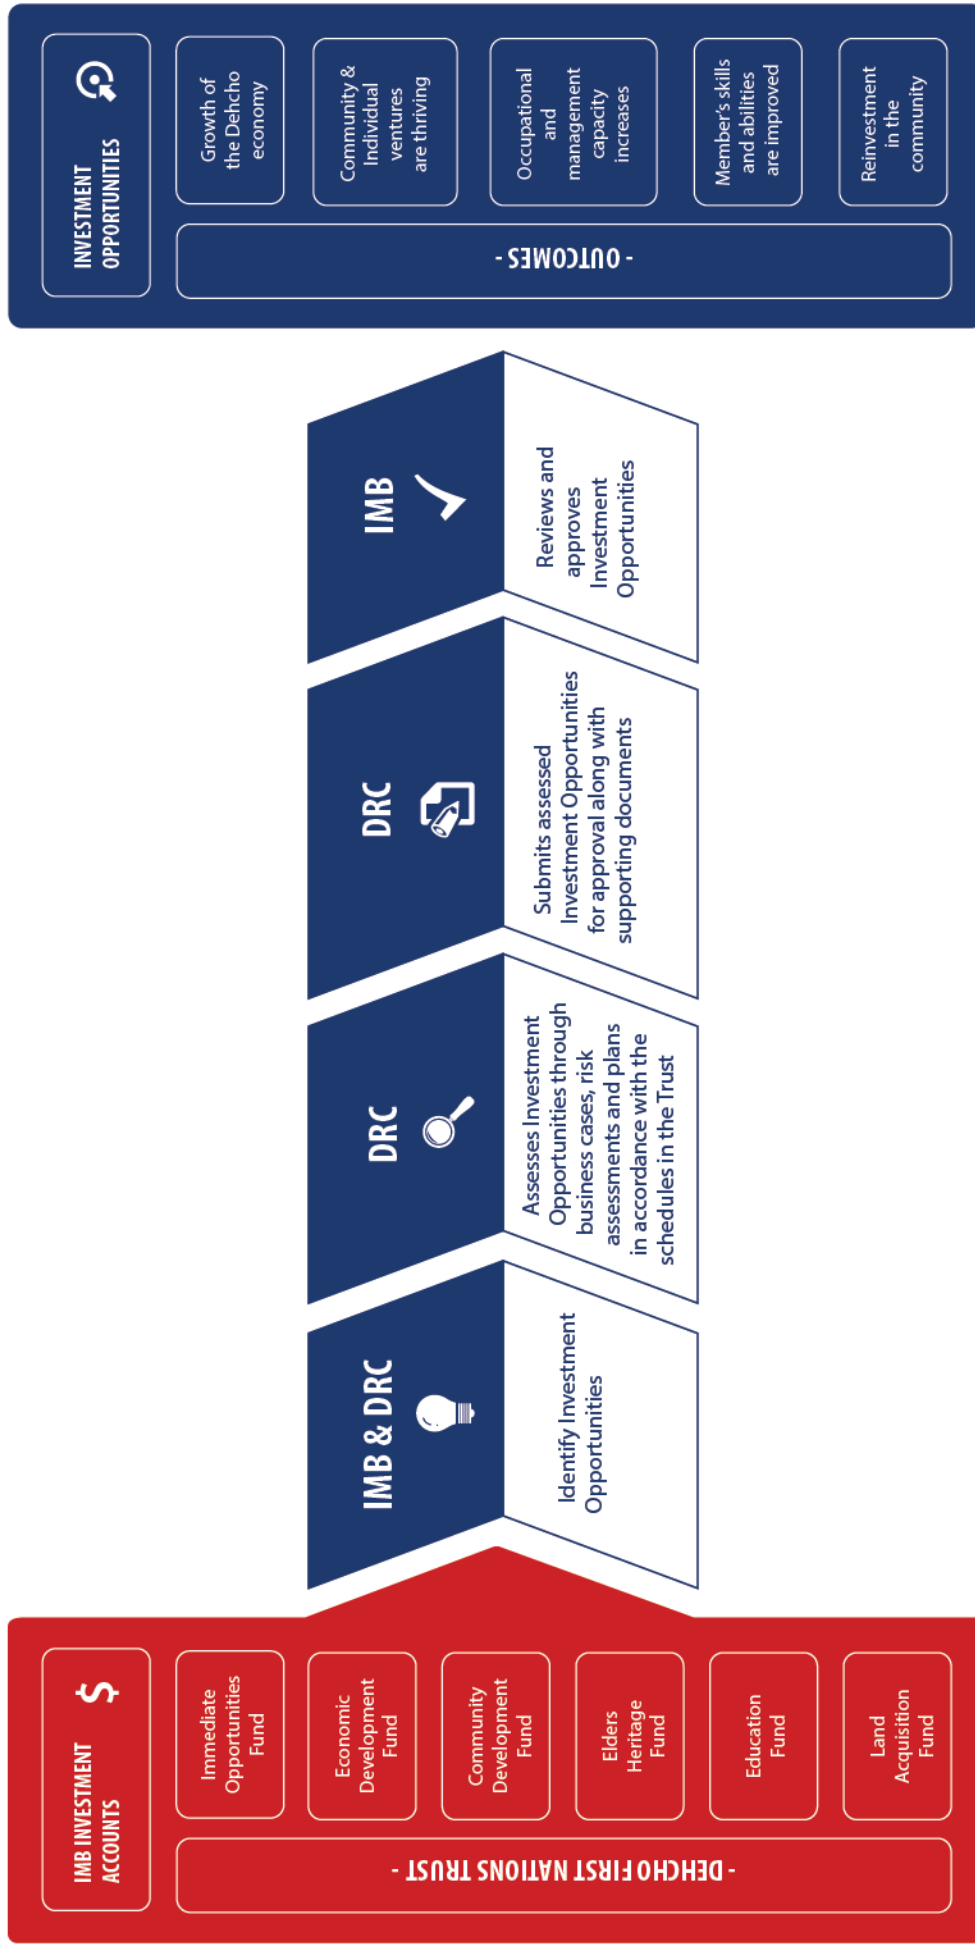 IMB INVESTMENT
ACCOUNTS
$
- DEHCHO FIRST NATIONS TRUST -
Immediate
Opportunities
Fund
Economic
Development
Fund
Community
Development
Fund
Elders
Heritage
Fund
Education
Fund
Land
Acquisition
Fund
IMB & DRC
Identify Investment
Opportunities
DRC
Assesses Investment
Opportunities through
business cases, risk
assessments and plans
in accordance with the
schedules in the Trust
DRC
Submits assessed
Investment Opportunities
for approval along with
supporting documents
IMB
Reviews and
approves
Investment
Opportunities
INVESTMENT
OPPORTUNITIES
- OUTCOMES -
Growth of
the Dehcho
economy
Community &
Individual
ventures
are thriving
Occupational
and
management
capacity
increases
Member's skills
and abilities
are improved
Reinvestment
in the
community